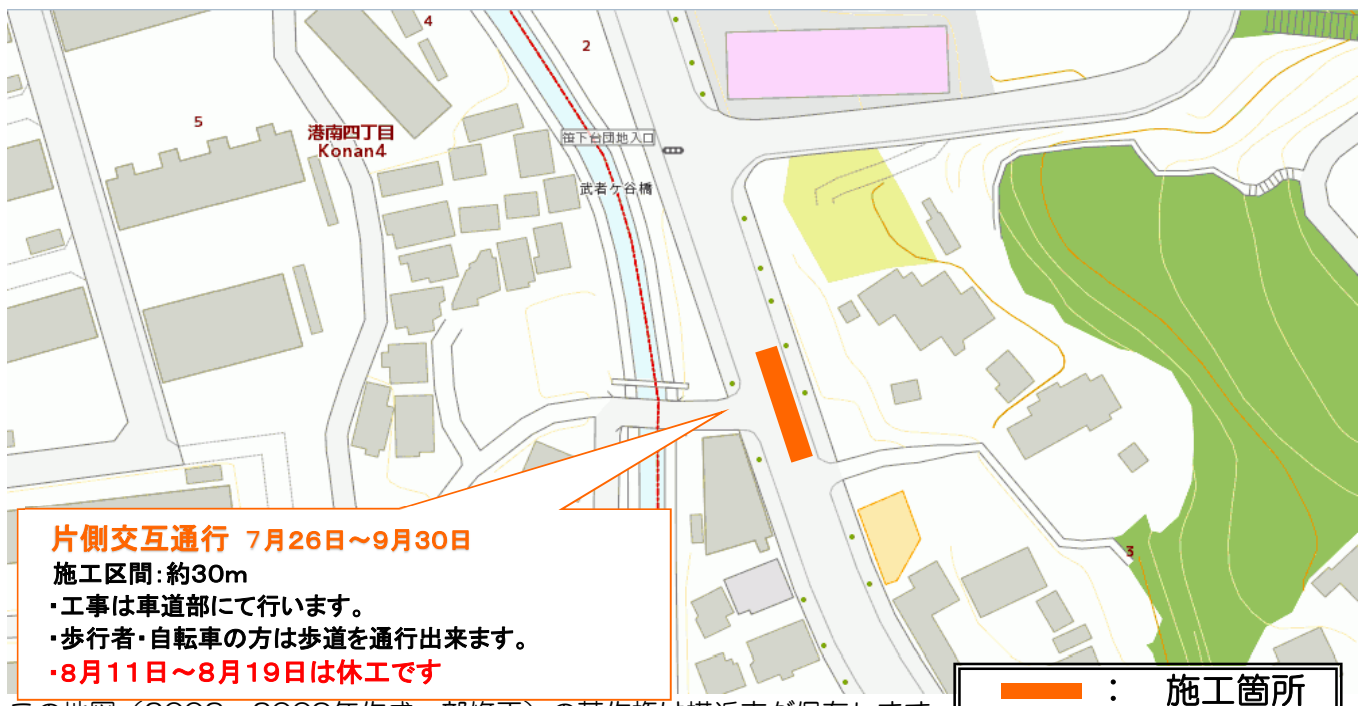 4
2
5
港南四丁目
Konan4
笹下台団地入口
武者ケ谷橋
3
片側交互通行 7月26日～9月30日
施工区間：約30m
・工事は車道部にて行います。
・歩行者・自転車の方は歩道を通行出来ます。
・8月11日～8月19日は休工です
： 施工箇所